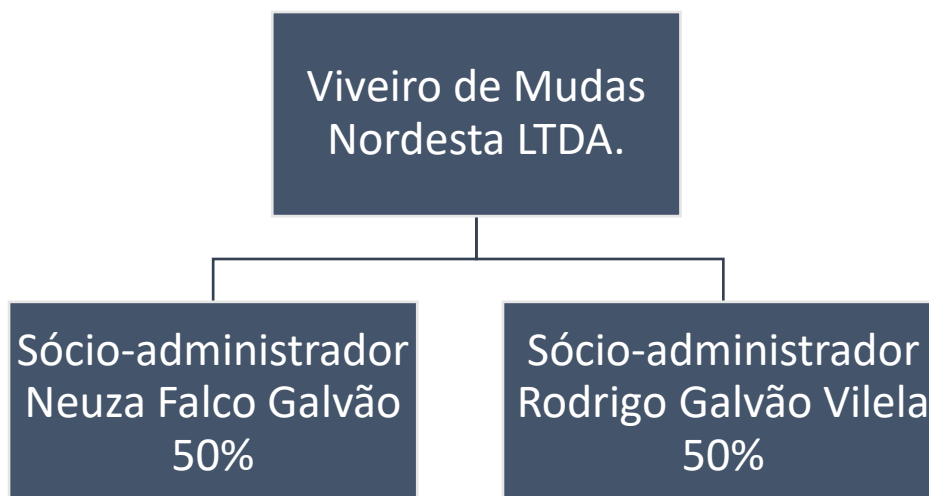 Viveiro de Mudas
Nordesta LTDA.
Sócio-administrador
Neuza Falco Galvão
50%
Sócio-administrador
Rodrigo Galvão Vilela
50%